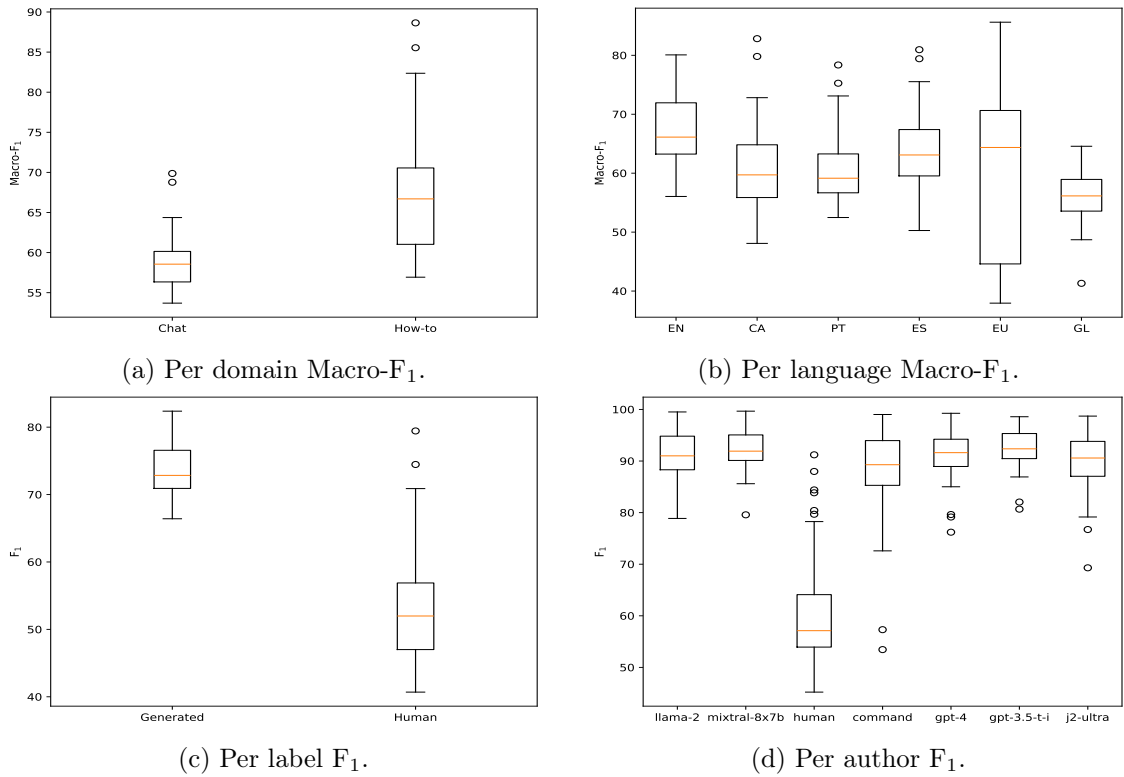 90
85
80
75
70
65
60
55
Macro-F₁
Chat
How-to
(a) Per domain Macro-F₁.
80
70
60
50
40
Macro-F₁
EN
CA
PT
ES
EU
GL
(b) Per language Macro-F₁.
80
70
60
50
40
F₁
Generated
Human
(c) Per label F₁.
100
90
80
70
60
50
F₁
llama-2
mixtral-8x7b
human
command
gpt-4
gpt-3.5-t-i
j2-ultra
(d) Per author F₁.